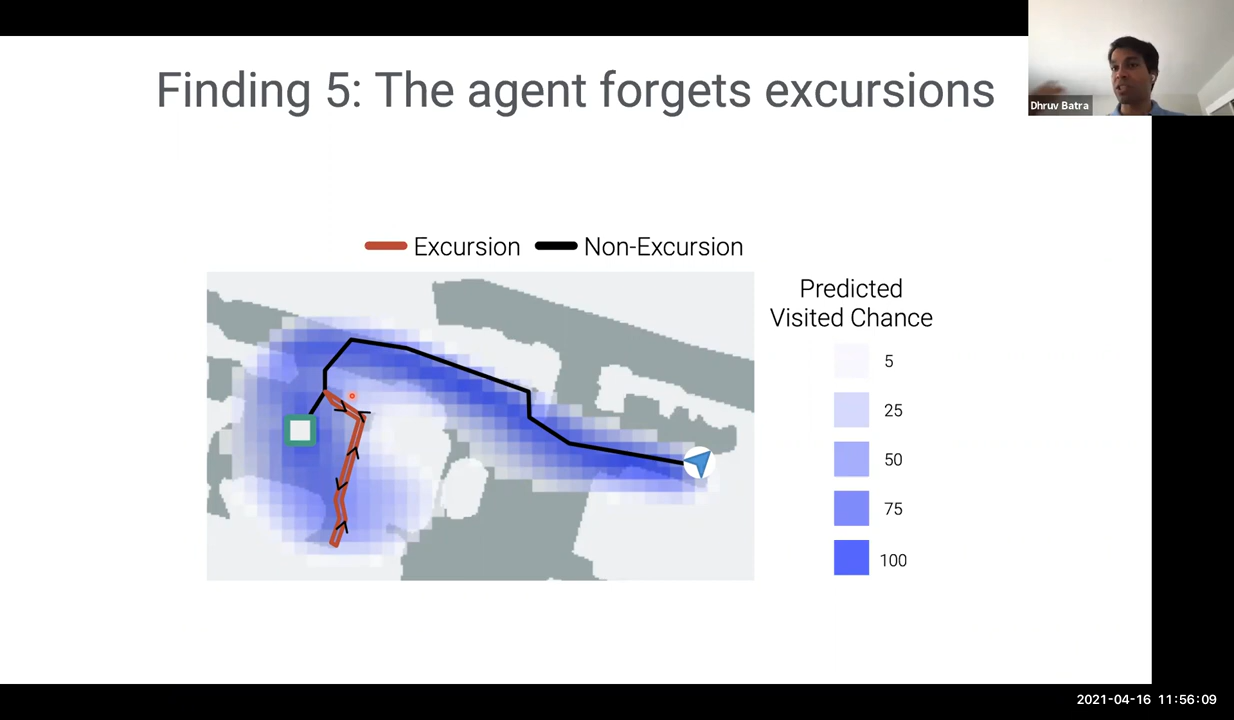 Finding 5: The agent forgets excursions
Dhruv Batra
Excursion Non-Excursion
Predicted
Visited Chance
5
25
50
75
100
2021-04-16 11:56:09